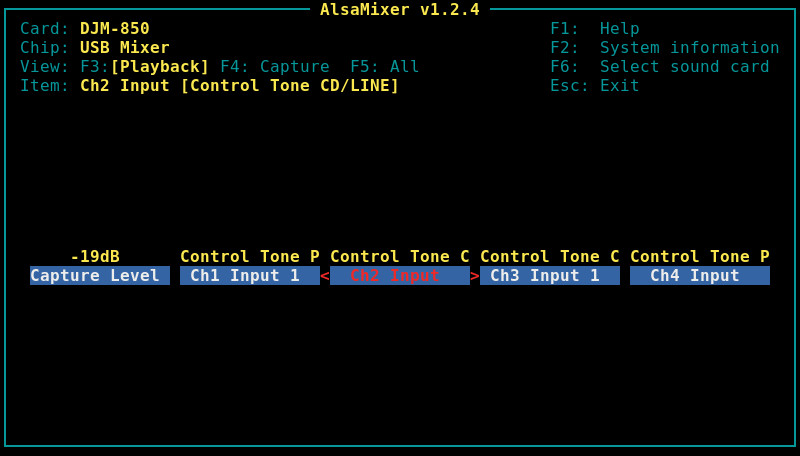 AlsaMixer v1.2.4
Card: DJM-850 F1: Help
Chip: USB Mixer F2: System information
View: F3:[Playback] F4: Capture F5: All F6: Select sound card
Item: Ch2 Input [Control Tone CD/LINE] Esc: Exit
-19dB Control Tone P Control Tone C Control Tone C Control Tone P
Capture Level Ch1 Input 1 < Ch2 Input > Ch3 Input 1 Ch4 Input